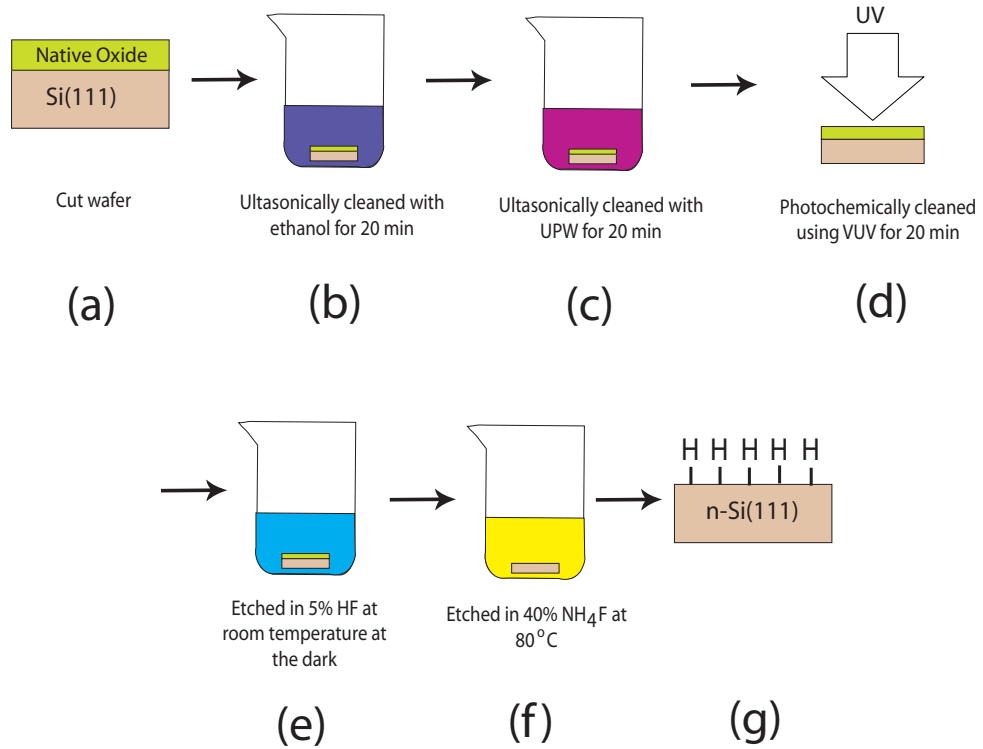 Native Oxide
Si(111)
UV
Cut wafer
Ultasonically cleaned with
ethanol for 20 min
Ultasonically cleaned with
UPW for 20 min
Photochemically cleaned
using VUV for 20 min
(a)
(b)
(c)
(d)
H H H H H
n-Si(111)
Etched in 5% HF at
room temperature at
the dark
Etched in 40% NH₄F at
80°C
(e)
(f)
(g)